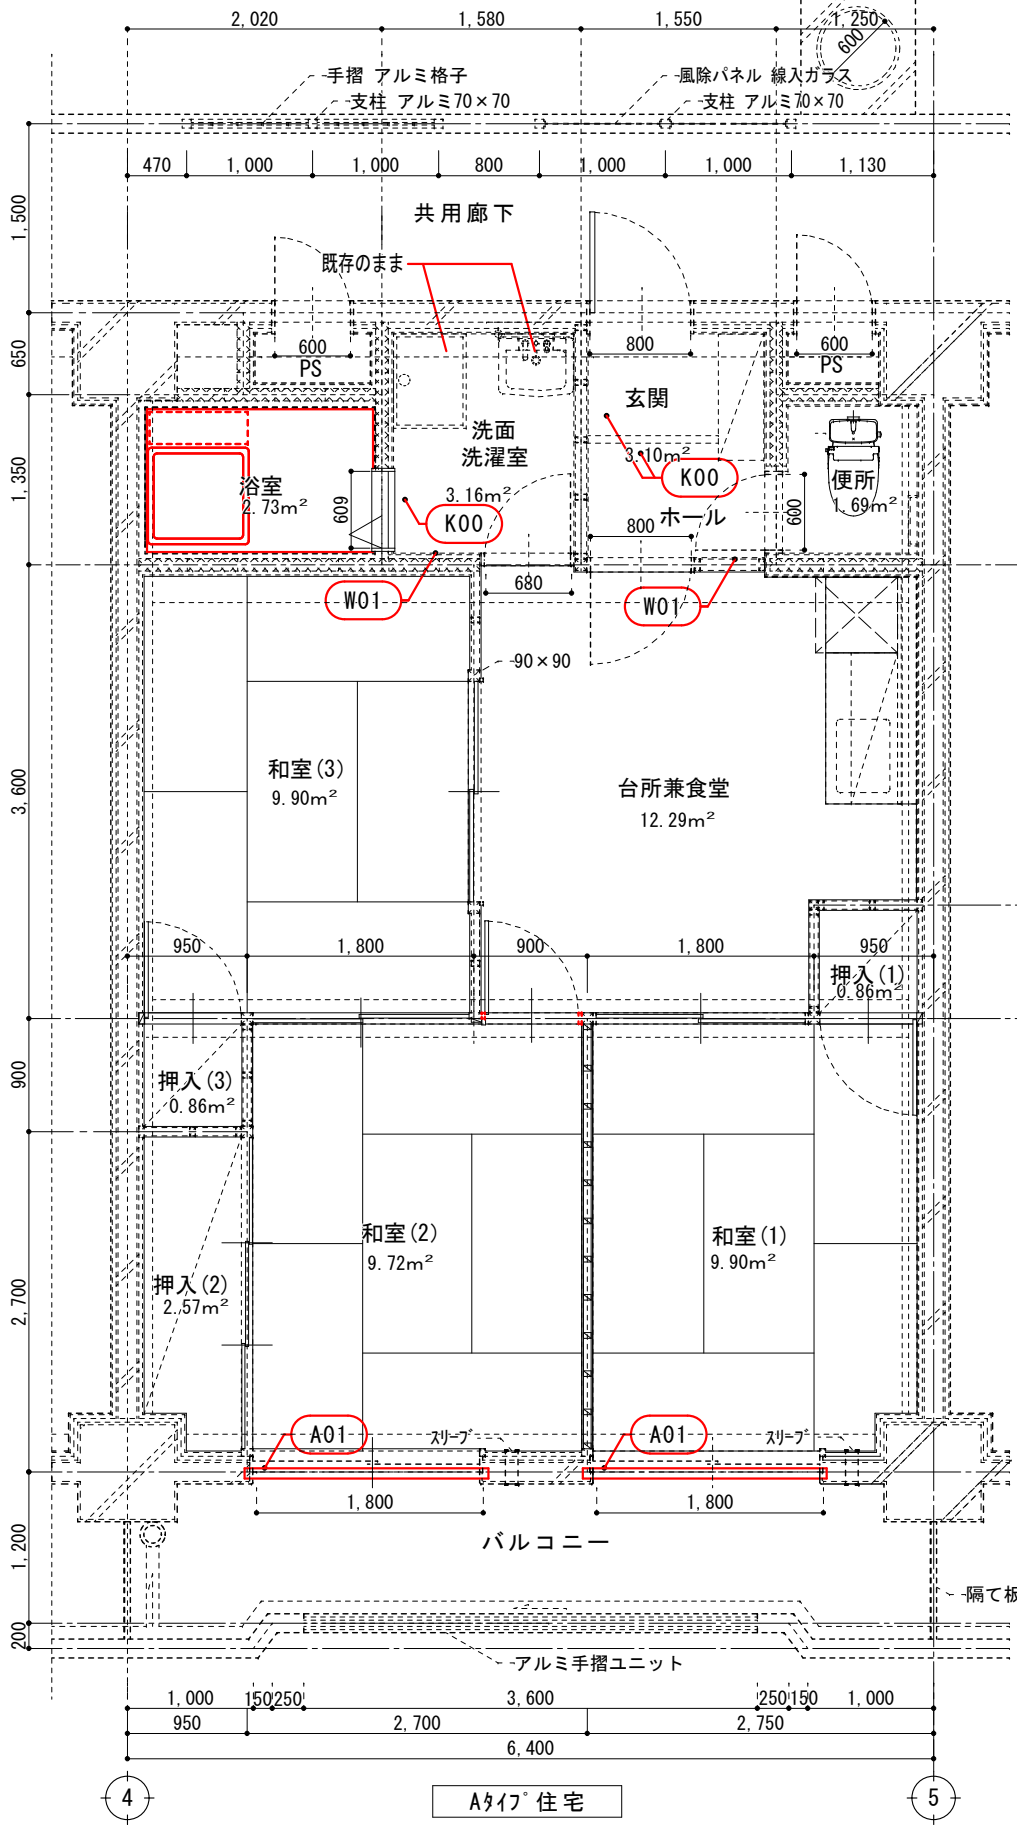 2,020 1,580 1,550 1,250
600
手摺 アルミ格子 風除パネル 線入ガラス
支柱 アルミ70×70 支柱 アルミ70×70
470 1,000 1,000 800 1,000 1,000 1,130
1,500
共用廊下
既存のまま
660
600 800 600
PS PS
玄関
洗面
洗濯室
3.10m²
K00
浴室
2.73m²
1,350
600
3.16m²
K00
ホール
800
600
便所
1.69m²
680
W01 W01
90×90
和室(3)
9.90m²
3,600
台所兼食堂
12.29m²
950 1,800 900 1,800 950
押入(1)
0.86m²
900
押入(3)
0.86m²
和室(2)
9.72m²
和室(1)
9.90m²
押入(2)
2.57m²
2,700
A01 スリーブ A01 スリーブ
1,800 1,800
バルコニー
1,200
隔て板
200
アルミ手摺ユニット
1,000 150 250 3,600 250 150 1,000
950 2,700 2,750
6,400
4 Aタイプ住宅 5